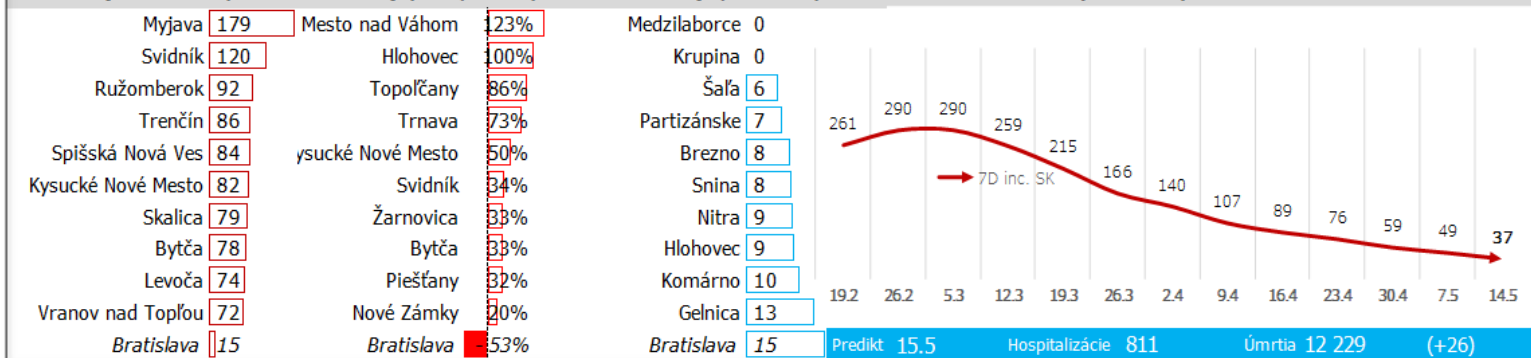 Myjava 179
Svidník 120
Ružomberok 92
Trenčín 86
Spišská Nová Ves 84
Kysucké Nové Mesto 82
Skalica 79
Bytča 78
Levoča 74
Vranov nad Topľou 72
Bratislava 15
Mesto nad Váhom 123%
Hlohovec 100%
Topoľčany 86%
Trnava 73%
ysucké Nové Mesto 50%
Svidník 34%
Žarnovica 33%
Bytča 33%
Piešťany 32%
Nové Zámky 20%
Bratislava -53%
Medzilaborce 0
Krupina 0
Šaľa 6
Partizánske 7
Brezno 8
Snina 8
Nitra 9
Hlohovec 9
Komárno 10
Gelnica 13
Bratislava 15
261 290 290 259 215 166 140 107 89 76 59 49 37
7D inc. SK
19.2 26.2 5.3 12.3 19.3 26.3 2.4 9.4 16.4 23.4 30.4 7.5 14.5
Predikt 15.5 Hospitalizácie 811 Úmrtia 12 229 (+26)